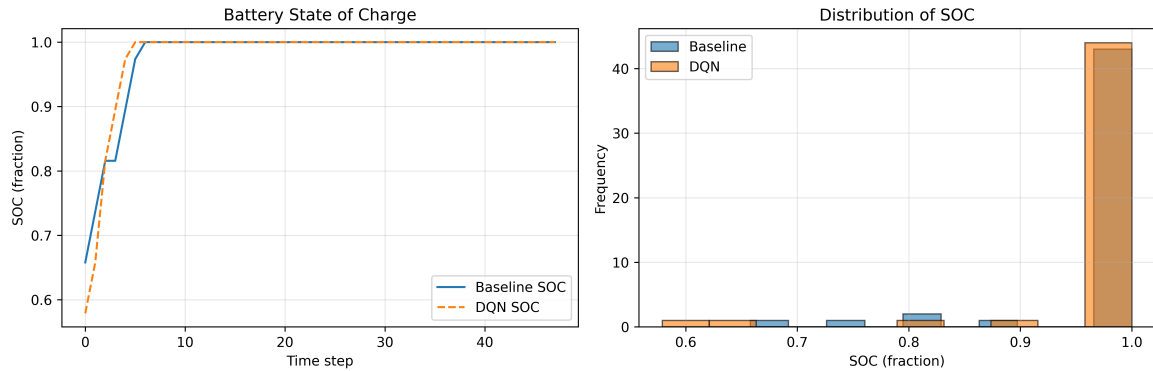 Battery State of Charge
SOC (fraction)
1.0
0.9
0.8
0.7
0.6
0
10
20
30
40
Time step
Baseline SOC
DQN SOC
Distribution of SOC
Frequency
40
30
20
10
0
0.6
0.7
0.8
0.9
1.0
SOC (fraction)
Baseline
DQN